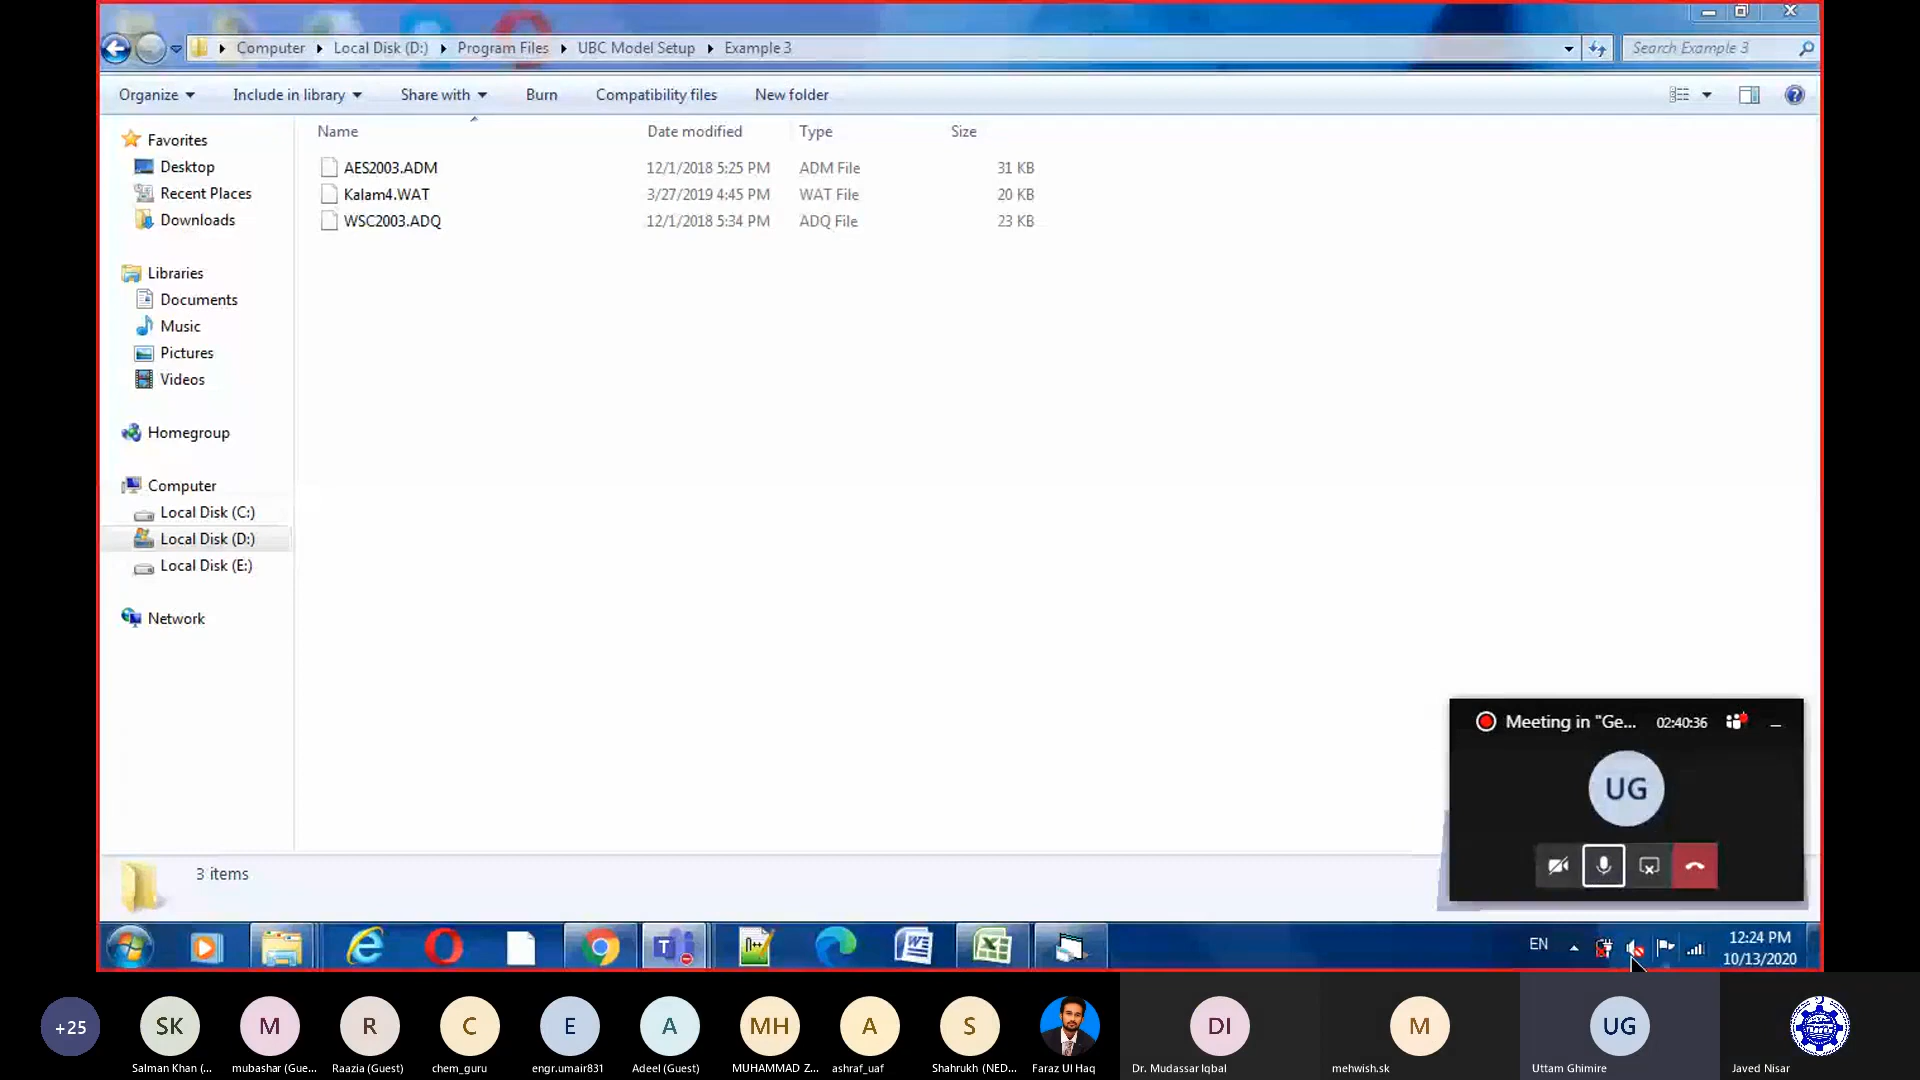 Computer Local Disk (D:) Program Files UBC Model Setup Example 3
Search Example 3
Organize Include in library Share with Burn Compatibility files New folder
Name Date modified Type Size
AES2003.ADM 12/1/2018 5:25 PM ADM File 31 KB
Kalam4.WAT 3/27/2019 4:45 PM WAT File 20 KB
WSC2003.ADQ 12/1/2018 5:34 PM ADQ File 23 KB
Favorites
Desktop
Recent Places
Downloads
Libraries
Documents
Music
Pictures
Videos
Homegroup
Computer
Local Disk (C:)
Local Disk (D:)
Local Disk (E:)
Network
3 items
Meeting in "Ge... 02:40:36
UG
EN
12:24 PM
10/13/2020
+25 SK M R C E A MH A S DI M UG
Salman Khan (... mubashar (Gue... Raazia (Guest) chem_guru engr.umair831 Adeel (Guest) MUHAMMAD Z... ashraf_uaf Shahrukh (NED... Faraz Ul Haq Dr. Mudassar Iqbal mehwish.sk Uttam Ghimire Javed Nisar